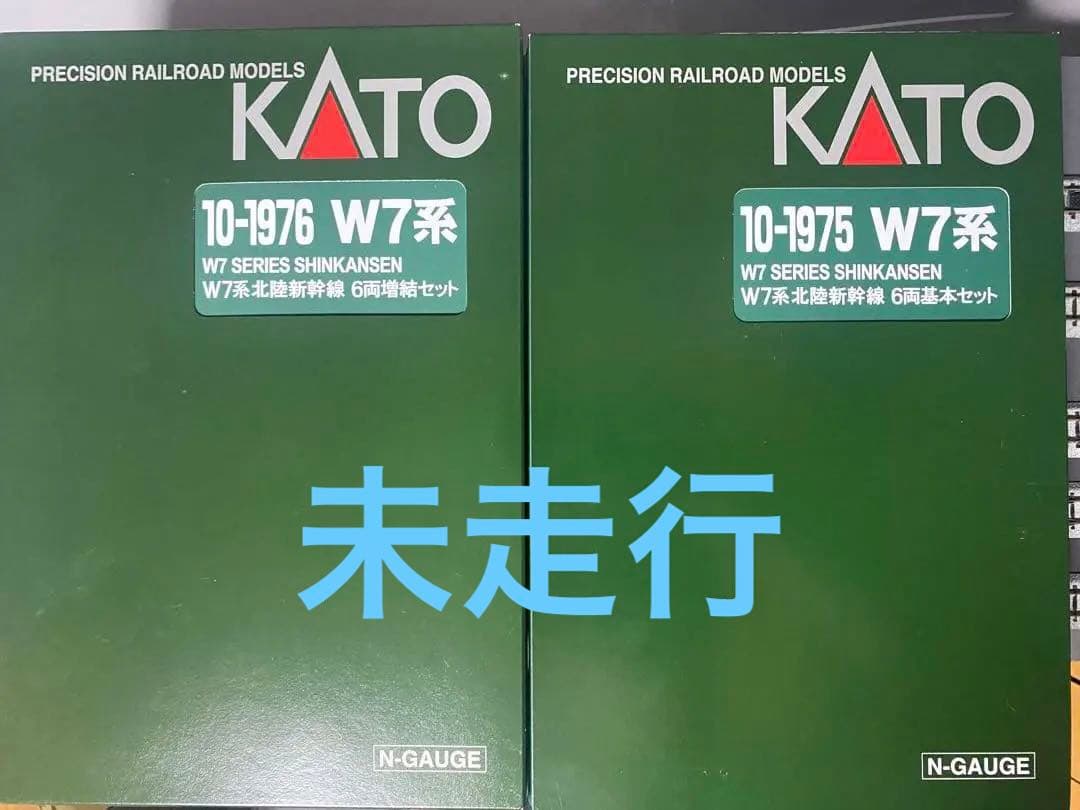 PRECISION RAILROAD MODELS
KATO
10-1976 W7系
W7 SERIES SHINKANSEN
W7系北陸新幹線 6両増結セット
N-GAUGE
PRECISION RAILROAD MODELS
KATO
10-1975 W7系
W7 SERIES SHINKANSEN
W7系北陸新幹線 6両基本セット
N-GAUGE
未走行